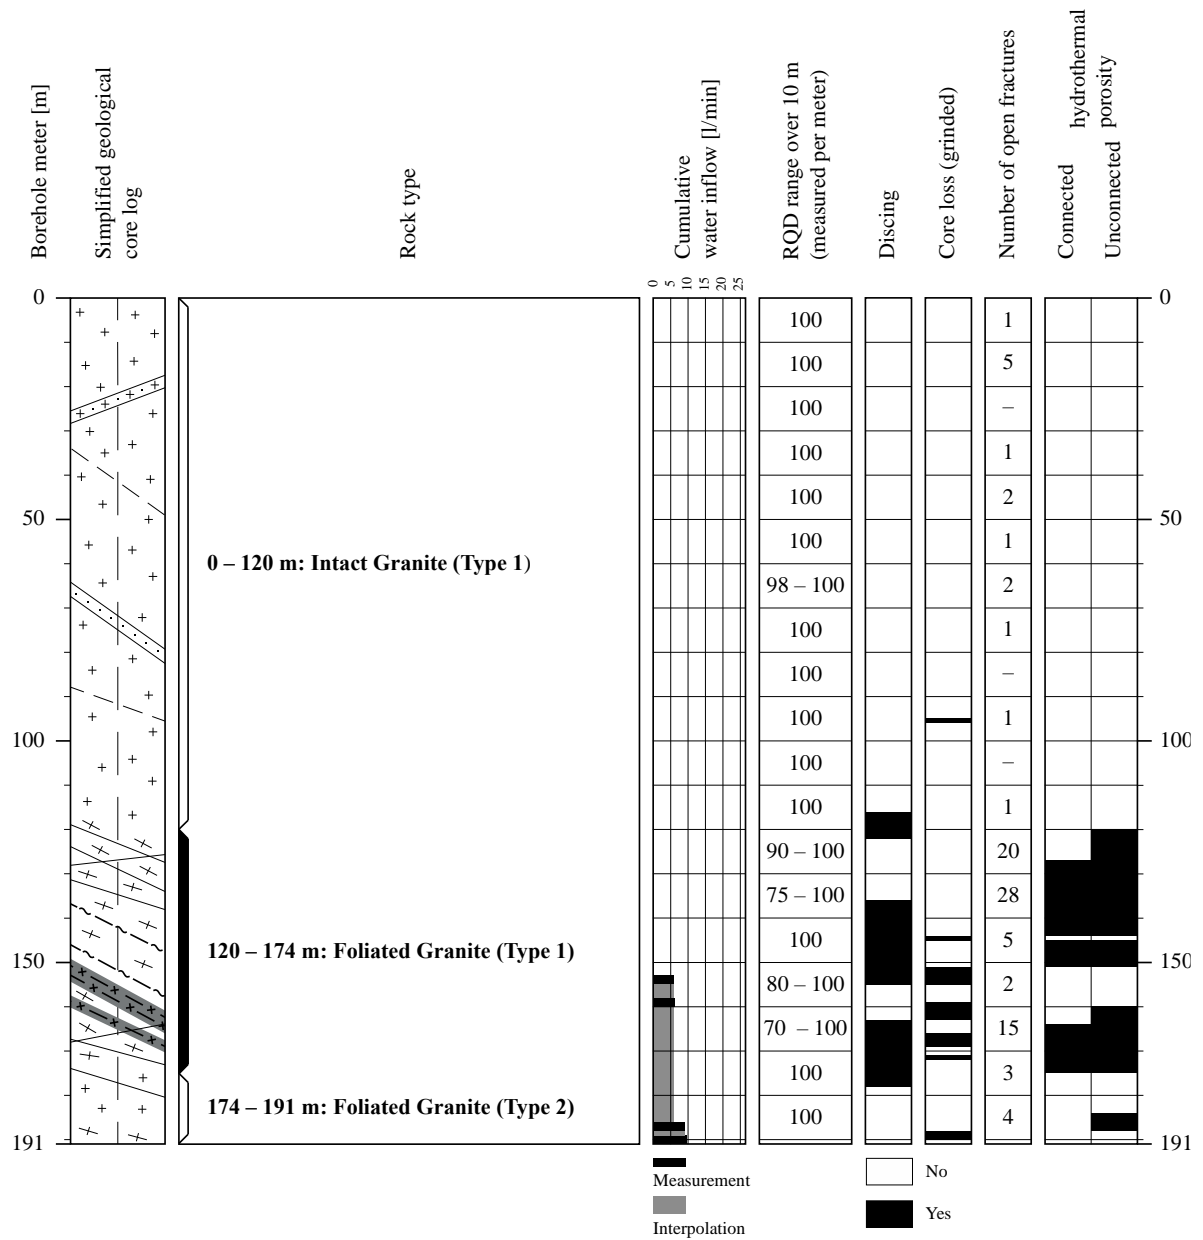 Borehole meter [m]
Simplified geological
core log
Rock type
Cumulative
water inflow [l/min]
RQD range over 10 m
(measured per meter)
Discing
Core loss (grinded)
Number of open fractures
hydrothermal
porosity
Connected
Unconnected
0 5 10 15 20 25
0
0
100
1
100
5
100
–
100
1
100
2
50
50
100
1
0 – 120 m: Intact Granite (Type 1)
98 – 100
2
100
1
100
–
100
1
100
100
100
–
100
1
90 – 100
20
75 – 100
28
120 – 174 m: Foliated Granite (Type 1)
100
5
150
150
80 – 100
2
70 – 100
15
100
3
174 – 191 m: Foliated Granite (Type 2)
100
4
191
191
Measurement
Interpolation
No
Yes